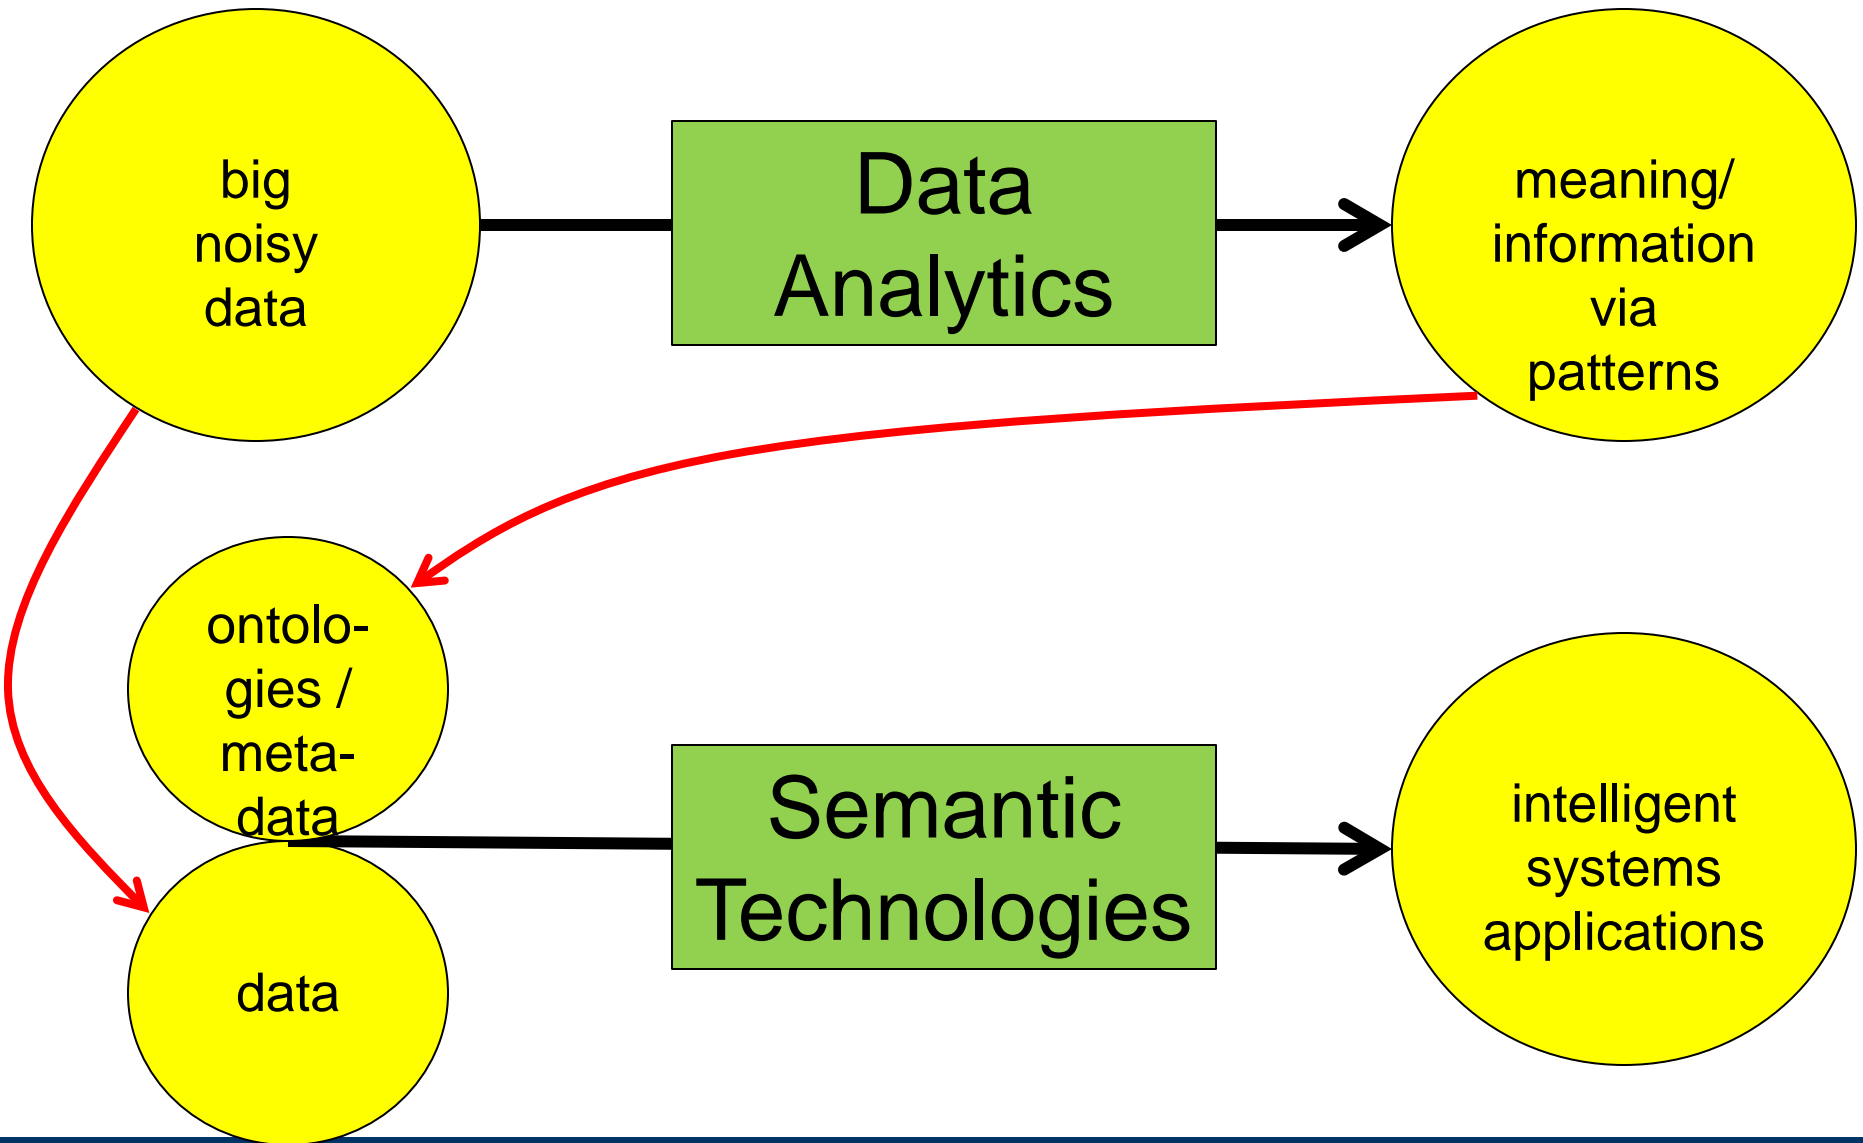 big
noisy
data
Data
Analytics
meaning/
information
via
patterns
ontolo-
gies /
meta-
data
data
Semantic
Technologies
intelligent
systems
applications